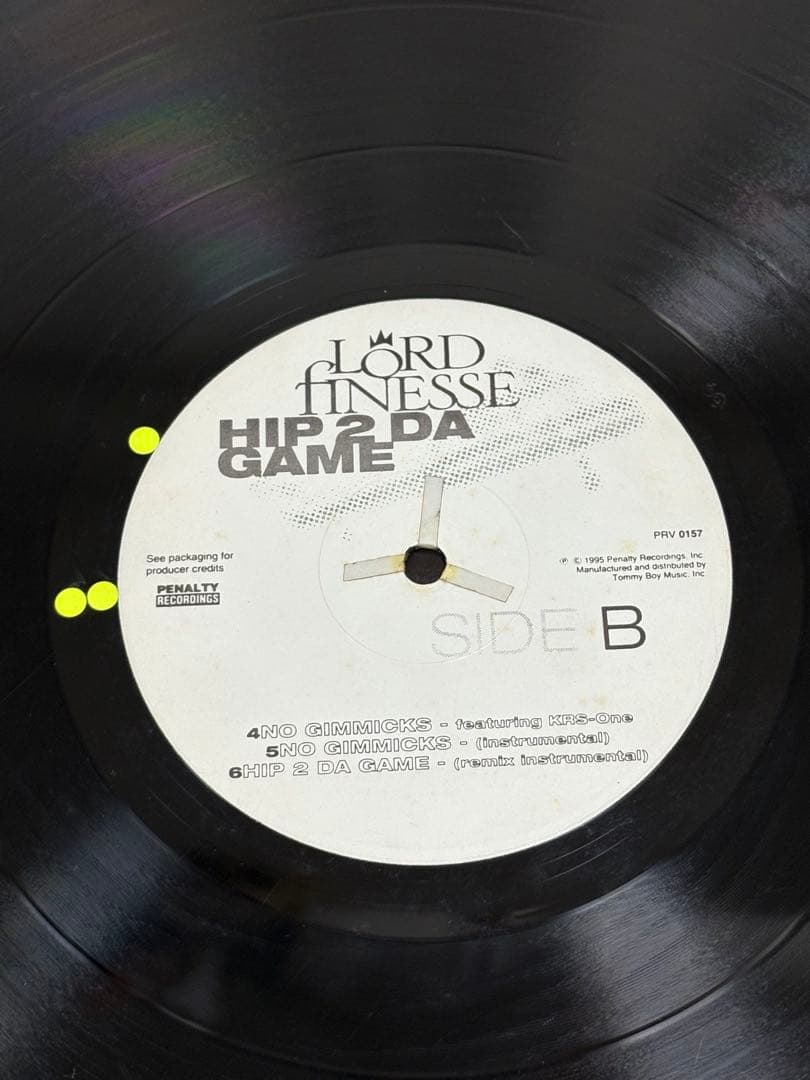 LORD
fINESSE
HIP 2 DA
GAME
See packaging for
producer credits
PENALTY
RECORDINGS
PRV 0157
℗ © 1995 Penalty Recordings, Inc
Manufactured and distributed by
Tommy Boy Music, Inc
SIDE B
4NO GIMMICKS - featuring KRS-One
5NO GIMMICKS - (instrumental)
6HIP 2 DA GAME - (remix instrumental)